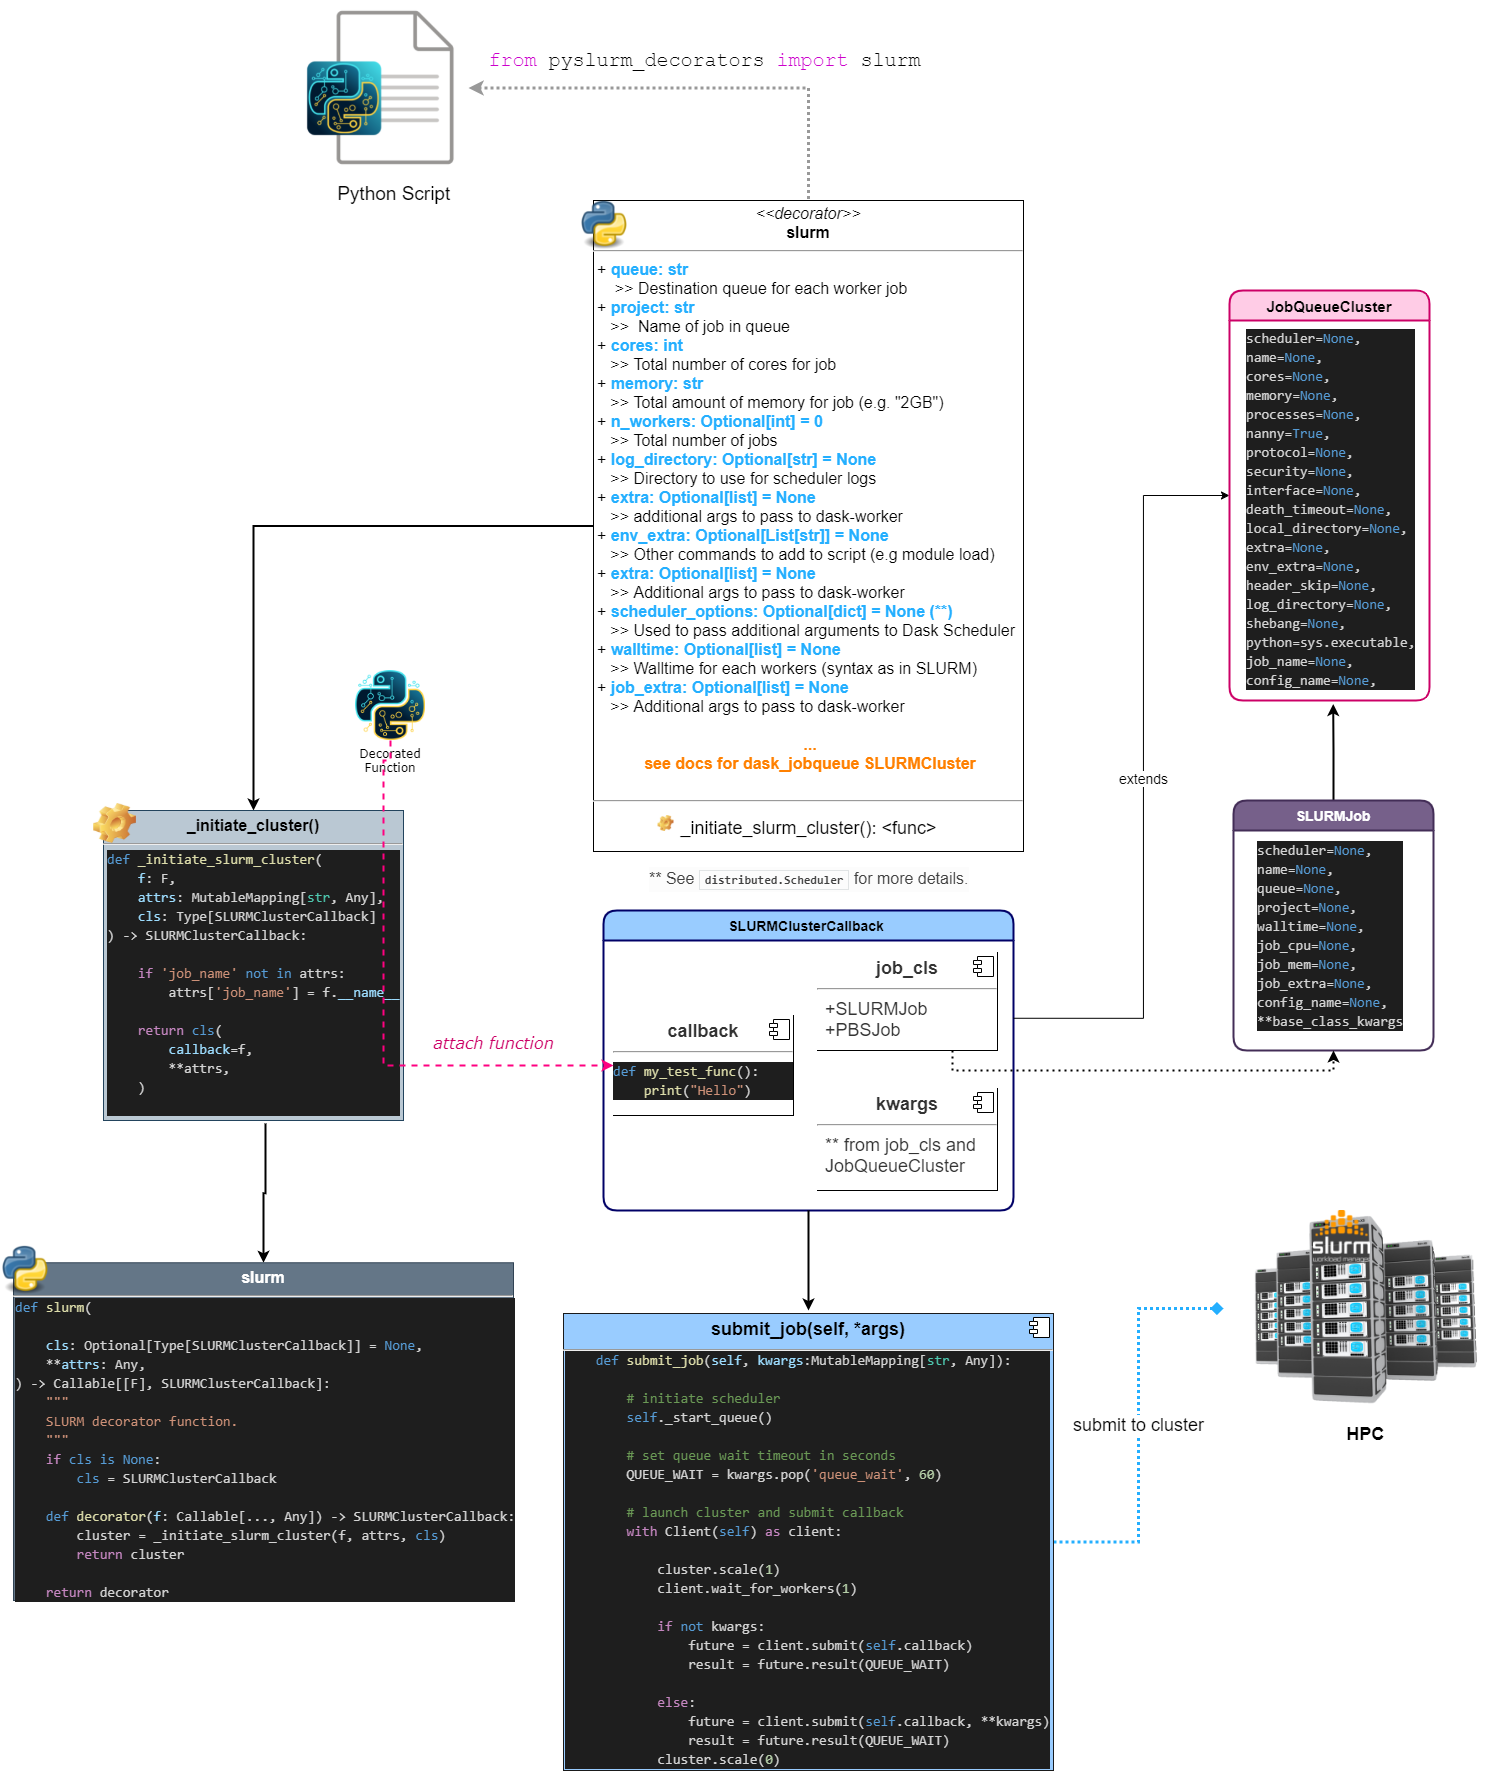 from pyslurm_decorators import slurm
Python Script
<<decorator>>
slurm
+ queue: str
>> Destination queue for each worker job
+ project: str
>> Name of job in queue
+ cores: int
>> Total number of cores for job
+ memory: str
>> Total amount of memory for job (e.g. "2GB")
+ n_workers: Optional[int] = 0
>> Total number of jobs
+ log_directory: Optional[str] = None
>> Directory to use for scheduler logs
+ extra: Optional[list] = None
>> additional args to pass to dask-worker
+ env_extra: Optional[List[str]] = None
>> Other commands to add to script (e.g module load)
+ extra: Optional[list] = None
>> Additional args to pass to dask-worker
+ scheduler_options: Optional[dict] = None (**)
>> Used to pass additional arguments to Dask Scheduler
+ walltime: Optional[list] = None
>> Walltime for each workers (syntax as in SLURM)
+ job_extra: Optional[list] = None
>> Additional args to pass to dask-worker
...
see docs for dask_jobqueue SLURMCluster
_initiate_slurm_cluster(): <func>
** See distributed.Scheduler for more details.
JobQueueCluster
scheduler=None,
name=None,
cores=None,
memory=None,
processes=None,
nanny=True,
protocol=None,
security=None,
interface=None,
death_timeout=None,
local_directory=None,
extra=None,
env_extra=None,
header_skip=None,
log_directory=None,
shebang=None,
python=sys.executable,
job_name=None,
config_name=None,
extends
SLURMJob
scheduler=None,
name=None,
queue=None,
project=None,
walltime=None,
job_cpu=None,
job_mem=None,
job_extra=None,
config_name=None,
**base_class_kwargs
Decorated
Function
_initiate_cluster()
def _initiate_slurm_cluster(
f: F,
attrs: MutableMapping[str, Any],
cls: Type[SLURMClusterCallback]
) -> SLURMClusterCallback:
if 'job_name' not in attrs:
attrs['job_name'] = f.__name__
return cls(
callback=f,
**attrs,
)
attach function
SLURMClusterCallback
job_cls
+SLURMJob
+PBSJob
callback
def my_test_func():
print("Hello")
kwargs
** from job_cls and
JobQueueCluster
slurm
def slurm(
cls: Optional[Type[SLURMClusterCallback]] = None,
**attrs: Any,
) -> Callable[[F], SLURMClusterCallback]:
"""
SLURM decorator function.
"""
if cls is None:
cls = SLURMClusterCallback
def decorator(f: Callable[..., Any]) -> SLURMClusterCallback:
cluster = _initiate_slurm_cluster(f, attrs, cls)
return cluster
return decorator
submit_job(self, *args)
def submit_job(self, kwargs:MutableMapping[str, Any]):
# initiate scheduler
self._start_queue()
# set queue wait timeout in seconds
QUEUE_WAIT = kwargs.pop('queue_wait', 60)
# launch cluster and submit callback
with Client(self) as client:
cluster.scale(1)
client.wait_for_workers(1)
if not kwargs:
future = client.submit(self.callback)
result = future.result(QUEUE_WAIT)
else:
future = client.submit(self.callback, **kwargs)
result = future.result(QUEUE_WAIT)
cluster.scale(0)
submit to cluster
slurm
workload manager
HPC